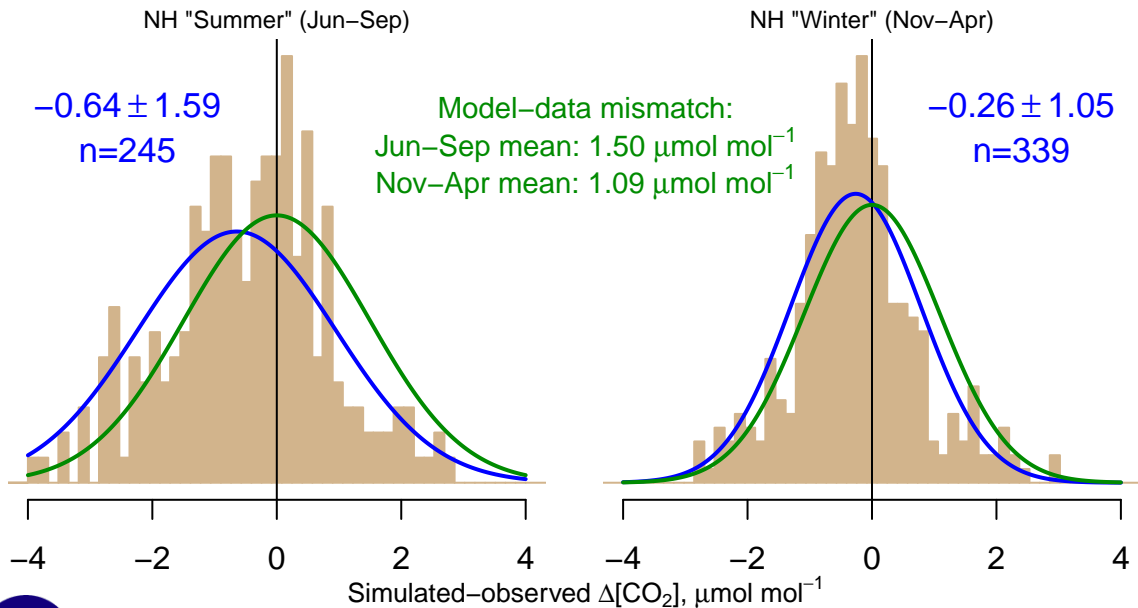 NH "Summer" (Jun−Sep)
NH "Winter" (Nov−Apr)
−0.64 ± 1.59
n=245
Model−data mismatch:
Jun−Sep mean: 1.50 μmol mol⁻¹
Nov−Apr mean: 1.09 μmol mol⁻¹
−0.26 ± 1.05
n=339
−4 −2 0 2 4
−4 −2 0 2 4
Simulated−observed Δ[CO₂], μmol mol⁻¹